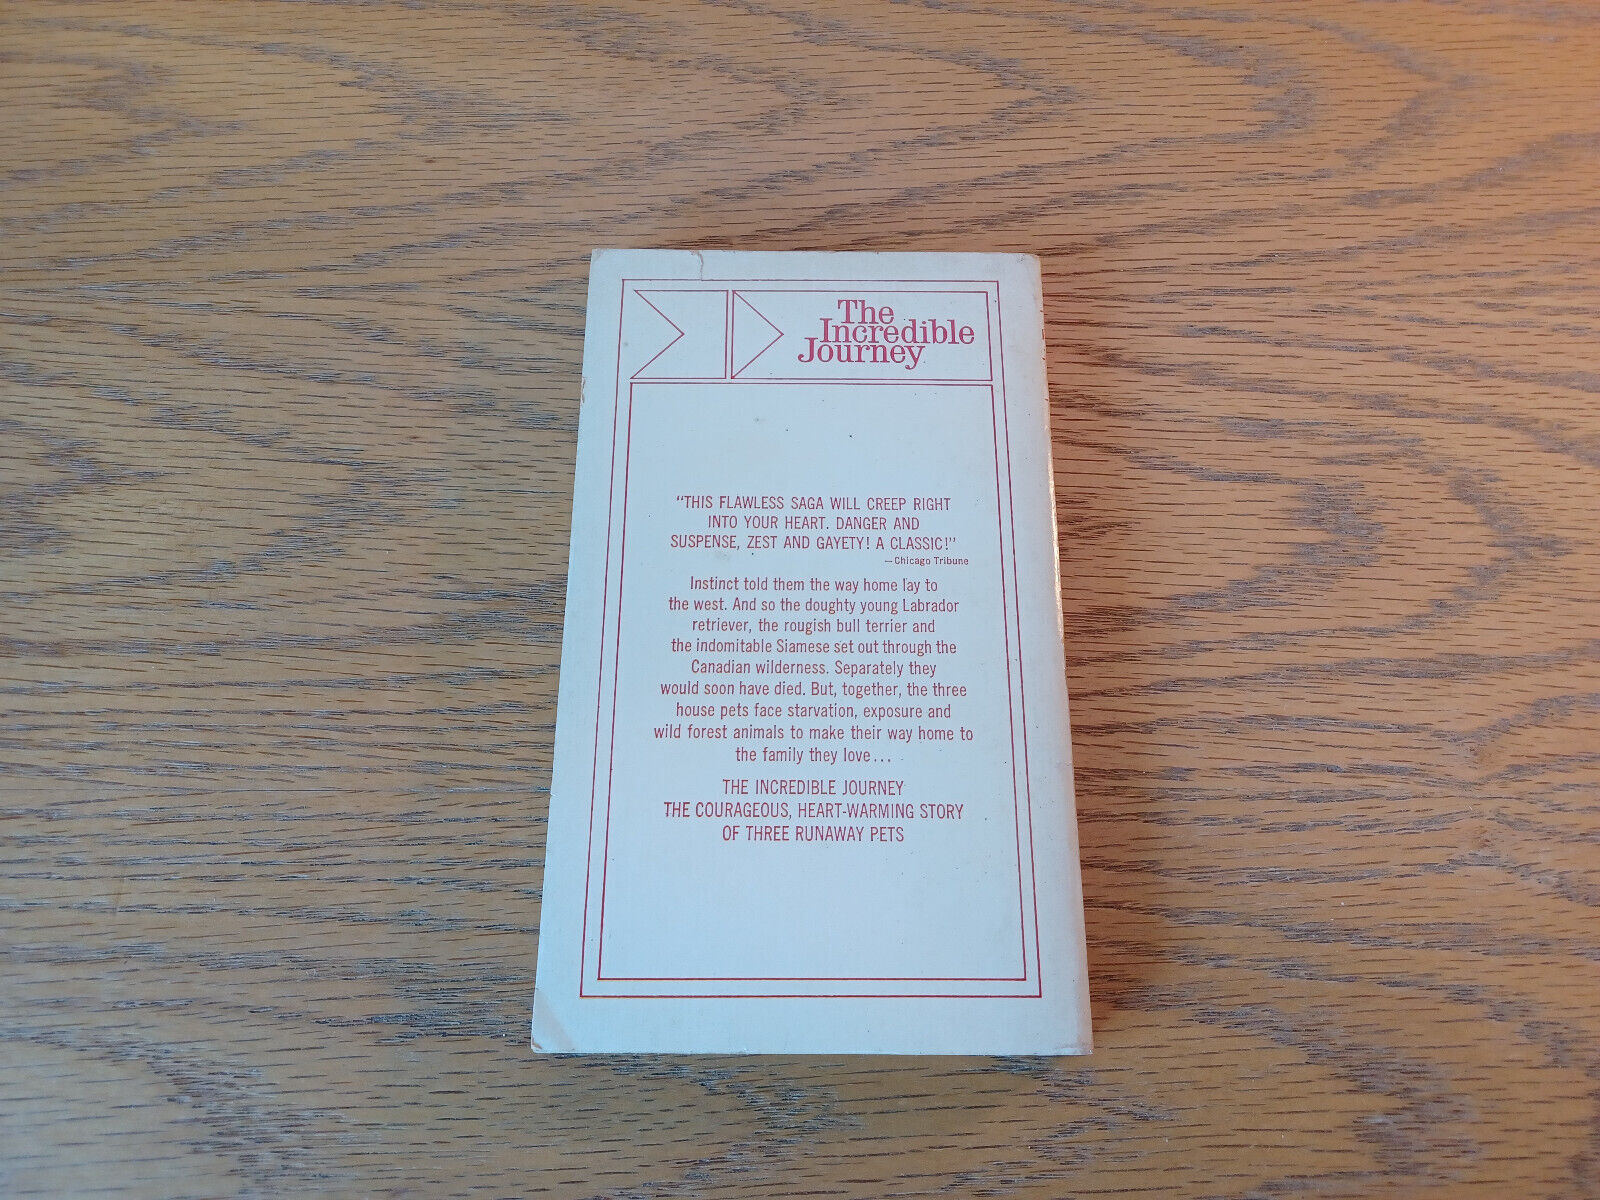 The
Incredible
Journey
"THIS FLAWLESS SAGA WILL CREEP RIGHT
INTO YOUR HEART. DANGER AND
SUSPENSE, ZEST AND GAYETY! A CLASSIC!"
—Chicago Tribune
Instinct told them the way home lay to
the west. And so the doughty young Labrador
retriever, the rougish bull terrier and
the indomitable Siamese set out through the
Canadian wilderness. Separately they
would soon have died. But, together, the three
house pets face starvation, exposure and
wild forest animals to make their way home to
the family they love...
THE INCREDIBLE JOURNEY
THE COURAGEOUS, HEART-WARMING STORY
OF THREE RUNAWAY PETS